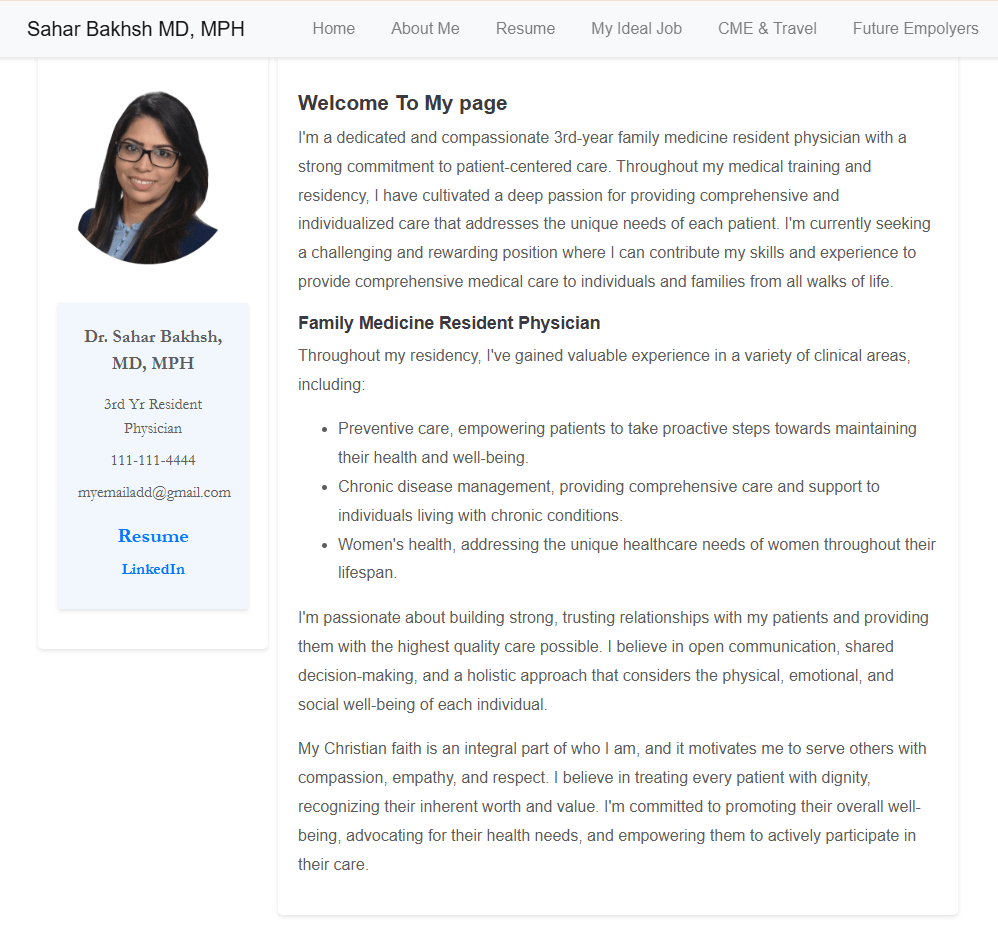 Sahar Bakhsh MD, MPH Home About Me Resume My Ideal Job CME & Travel Future Empolyers
Dr. Sahar Bakhsh,
MD, MPH
3rd Yr Resident
Physician
111-111-4444
myemailadd@gmail.com
Resume
LinkedIn
Welcome To My page
I'm a dedicated and compassionate 3rd-year family medicine resident physician with a
strong commitment to patient-centered care. Throughout my medical training and
residency, I have cultivated a deep passion for providing comprehensive and
individualized care that addresses the unique needs of each patient. I'm currently seeking
a challenging and rewarding position where I can contribute my skills and experience to
provide comprehensive medical care to individuals and families from all walks of life.
Family Medicine Resident Physician
Throughout my residency, I've gained valuable experience in a variety of clinical areas,
including:
• Preventive care, empowering patients to take proactive steps towards maintaining
their health and well-being.
• Chronic disease management, providing comprehensive care and support to
individuals living with chronic conditions.
• Women's health, addressing the unique healthcare needs of women throughout their
lifespan.
I'm passionate about building strong, trusting relationships with my patients and providing
them with the highest quality care possible. I believe in open communication, shared
decision-making, and a holistic approach that considers the physical, emotional, and
social well-being of each individual.
My Christian faith is an integral part of who I am, and it motivates me to serve others with
compassion, empathy, and respect. I believe in treating every patient with dignity,
recognizing their inherent worth and value. I'm committed to promoting their overall well-
being, advocating for their health needs, and empowering them to actively participate in
their care.